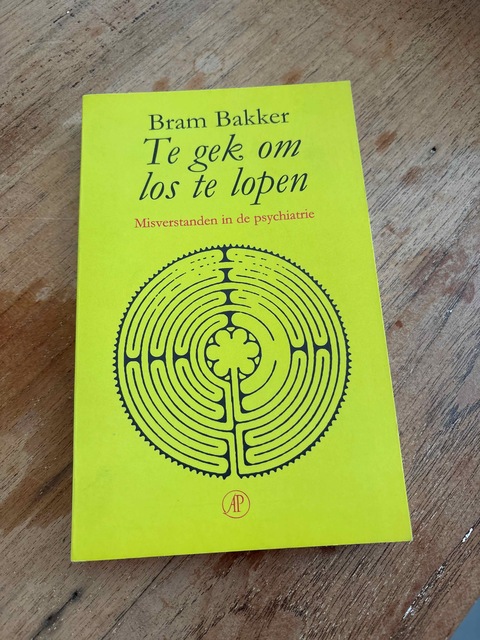 Bram Bakker
Te gek om
los te lopen
Misverstanden in de psychiatrie
AP